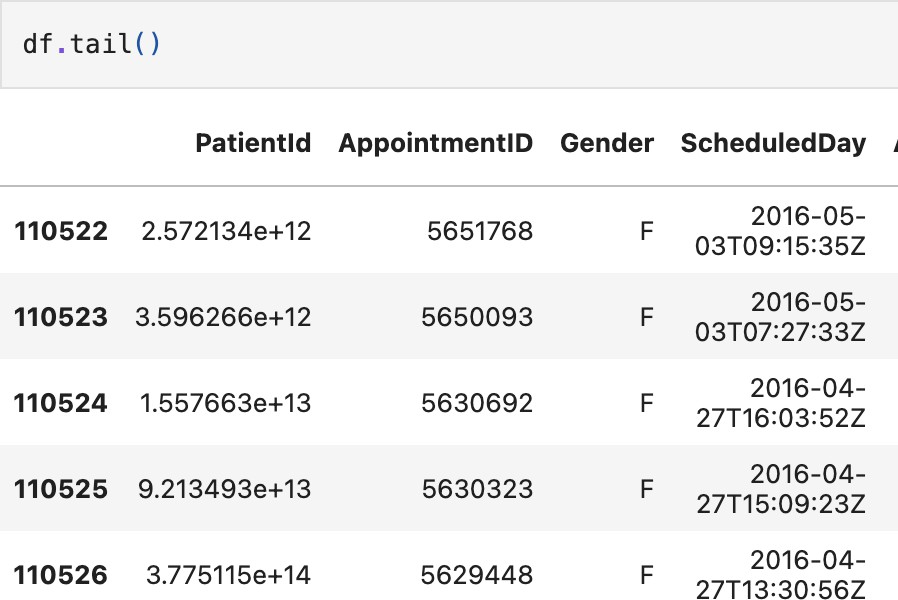 df.tail()
PatientId AppointmentID Gender ScheduledDay
110522 2.572134e+12 5651768 F 2016-05-
03T09:15:35Z
110523 3.596266e+12 5650093 F 2016-05-
03T07:27:33Z
110524 1.557663e+13 5630692 F 2016-04-
27T16:03:52Z
110525 9.213493e+13 5630323 F 2016-04-
27T15:09:23Z
110526 3.775115e+14 5629448 F 2016-04-
27T13:30:56Z